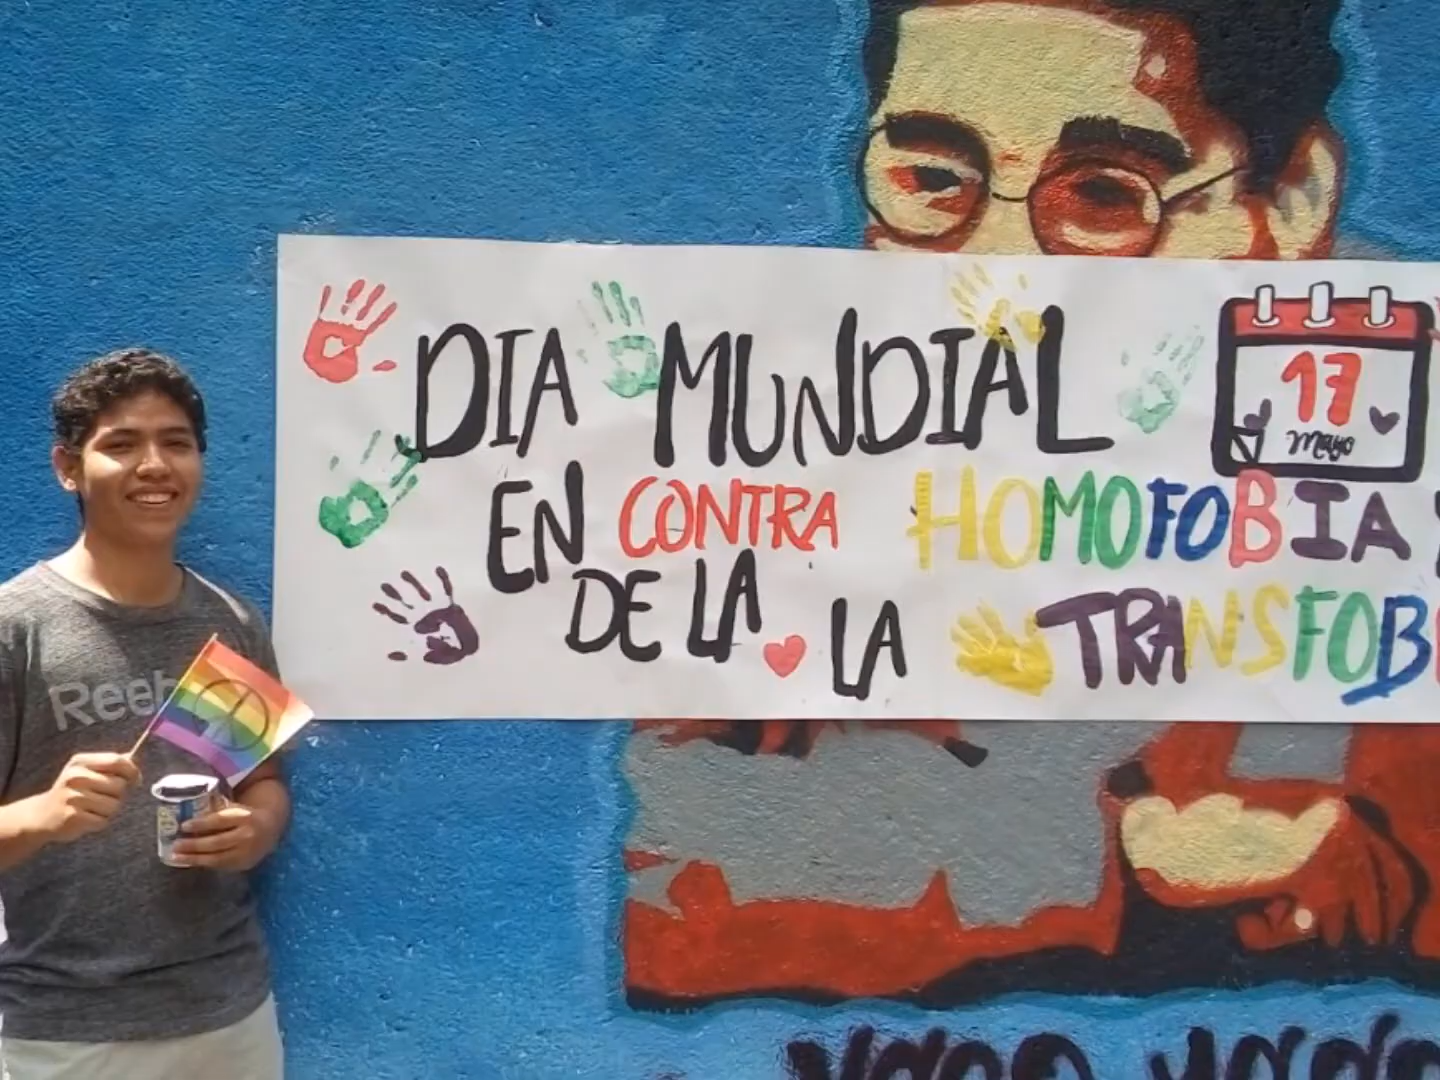 DIA MUNDIAL
17
Mayo
EN CONTRA HOMOFOBIA Y
DE LA LA TRANSFOB
Reeb